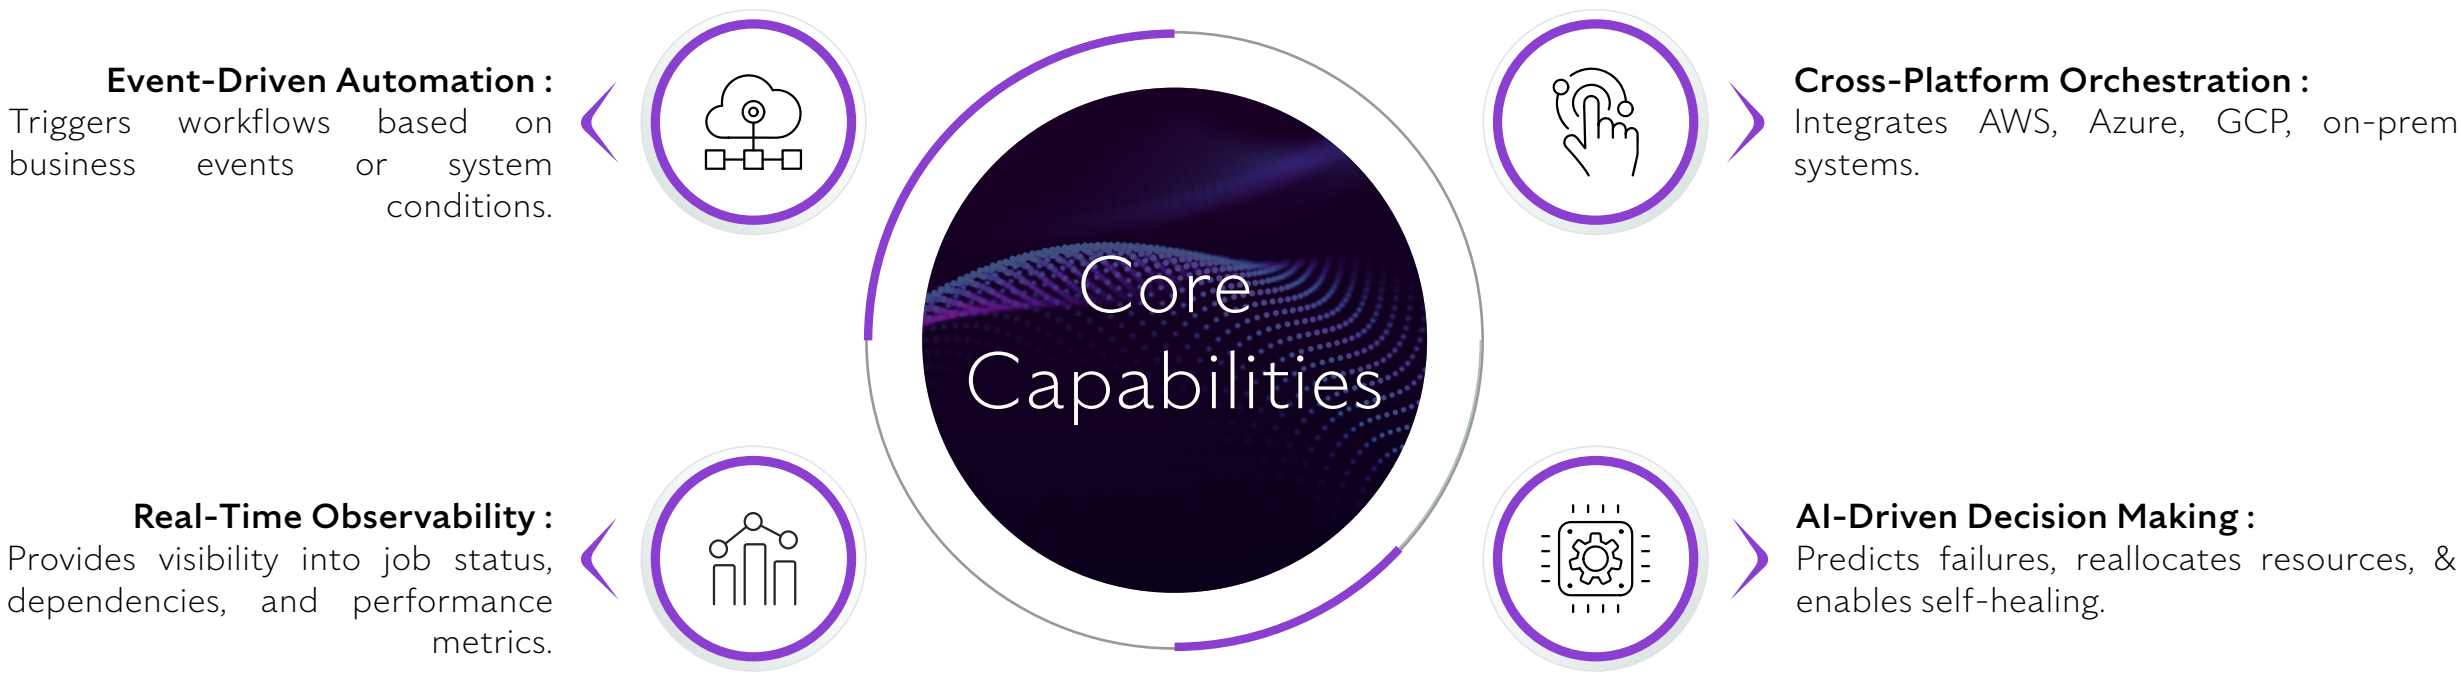 Event-Driven Automation :
Triggers workflows based on
business events or system
conditions.
Cross-Platform Orchestration :
Integrates AWS, Azure, GCP, on-prem
systems.
Core
Capabilities
Real-Time Observability :
Provides visibility into job status,
dependencies, and performance
metrics.
AI-Driven Decision Making :
Predicts failures, reallocates resources, &
enables self-healing.